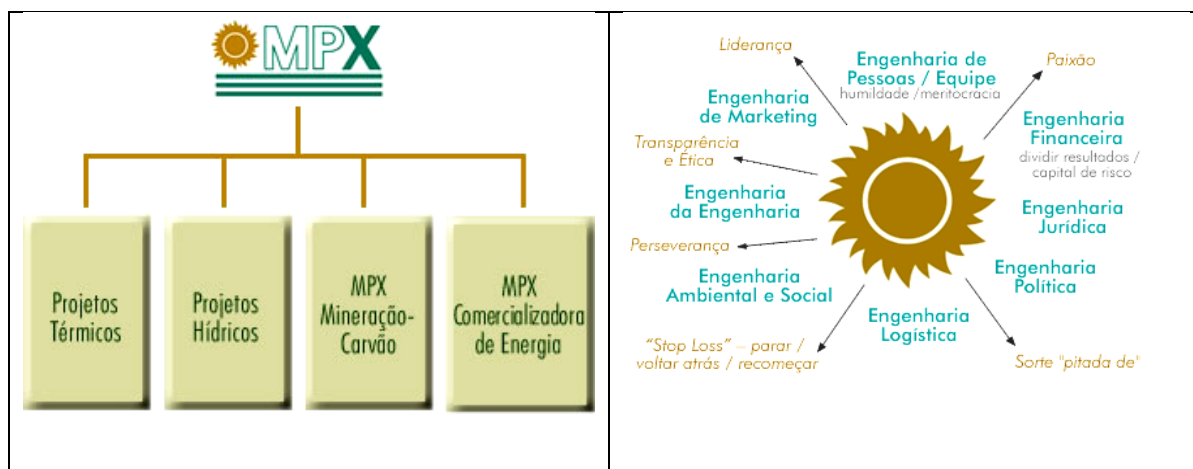 MPX
Projetos
Térmicos
Projetos
Hídricos
MPX
Mineração-
Carvão
MPX
Comercializadora
de Energia
Liderança
Engenharia de
Pessoas / Equipe
humildade /meritocracia
Paixão
Engenharia
de Marketing
Engenharia
Financeira
dividir resultados /
capital de risco
Transparência
e Ética
Engenharia
da Engenharia
Engenharia
Jurídica
Perseverança
Engenharia
Ambiental e Social
Engenharia
Política
Engenharia
Logística
“Stop Loss” – parar /
voltar atrás / recomeçar
Sorte "pitada de"